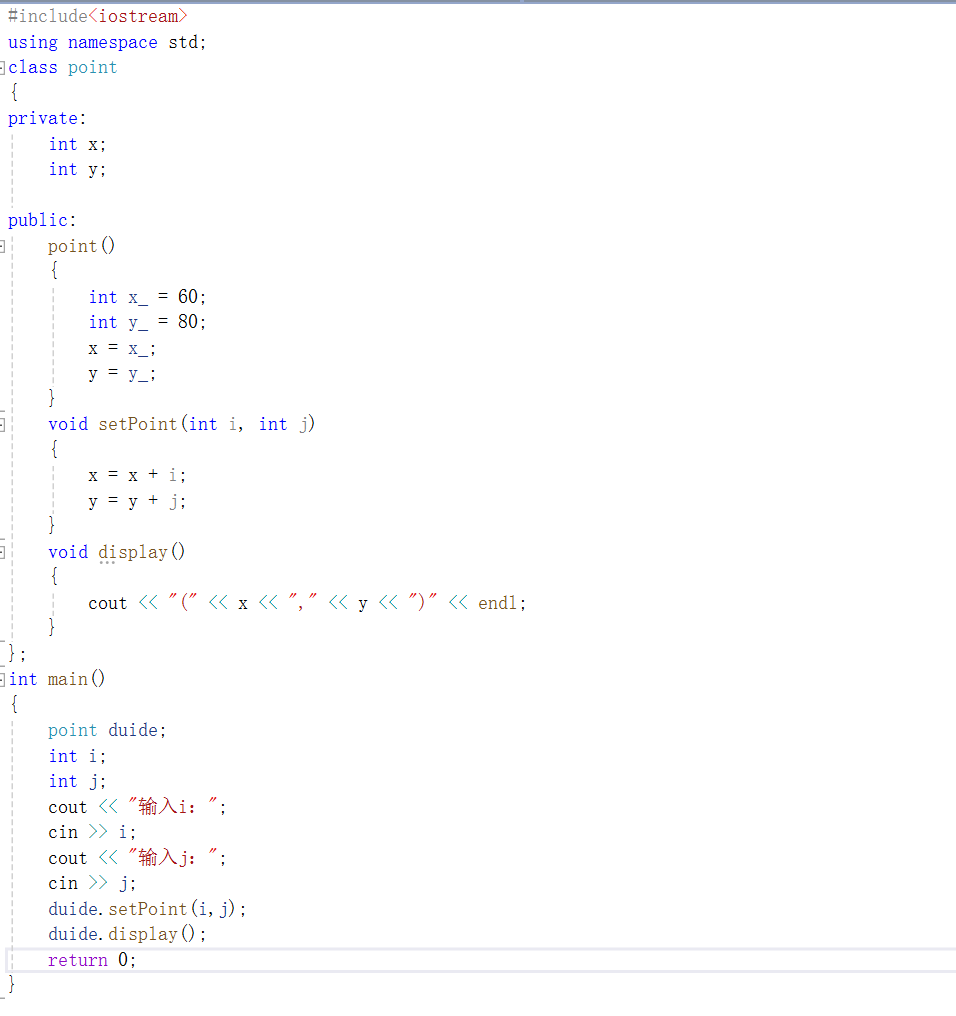 #include<iostream>
using namespace std;
class point
{
private:
    int x;
    int y;

public:
    point()
    {
        int x_ = 60;
        int y_ = 80;
        x = x_;
        y = y_;
    }
    void setPoint(int i, int j)
    {
        x = x + i;
        y = y + j;
    }
    void display()
    {
        cout << "(" << x << "," << y << ")" << endl;
    }
};
int main()
{
    point duide;
    int i;
    int j;
    cout << "输入i：";
    cin >> i;
    cout << "输入j：";
    cin >> j;
    duide.setPoint(i,j);
    duide.display();
    return 0;
}